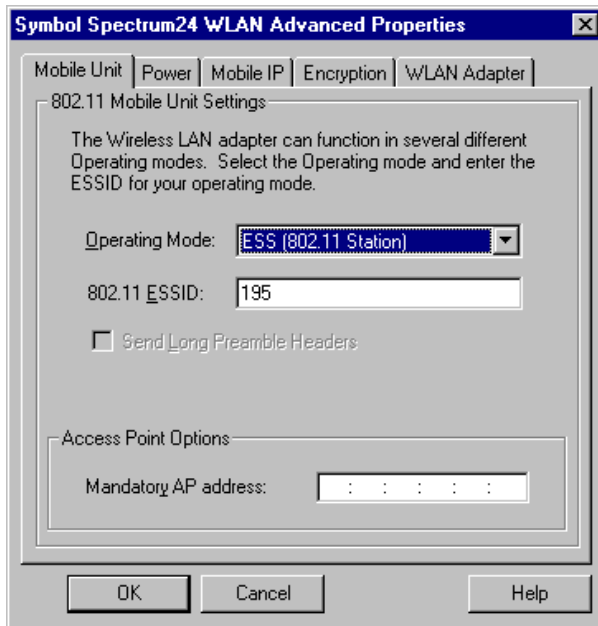 Symbol Spectrum24 WLAN Advanced Properties
Mobile Unit Power Mobile IP Encryption WLAN Adapter
802.11 Mobile Unit Settings
The Wireless LAN adapter can function in several different
Operating modes. Select the Operating mode and enter the
ESSID for your operating mode.
Operating Mode: ESS (802.11 Station)
802.11 ESSID: 195
Send Long Preamble Headers
Access Point Options
Mandatory AP address: : : : : :
OK Cancel Help